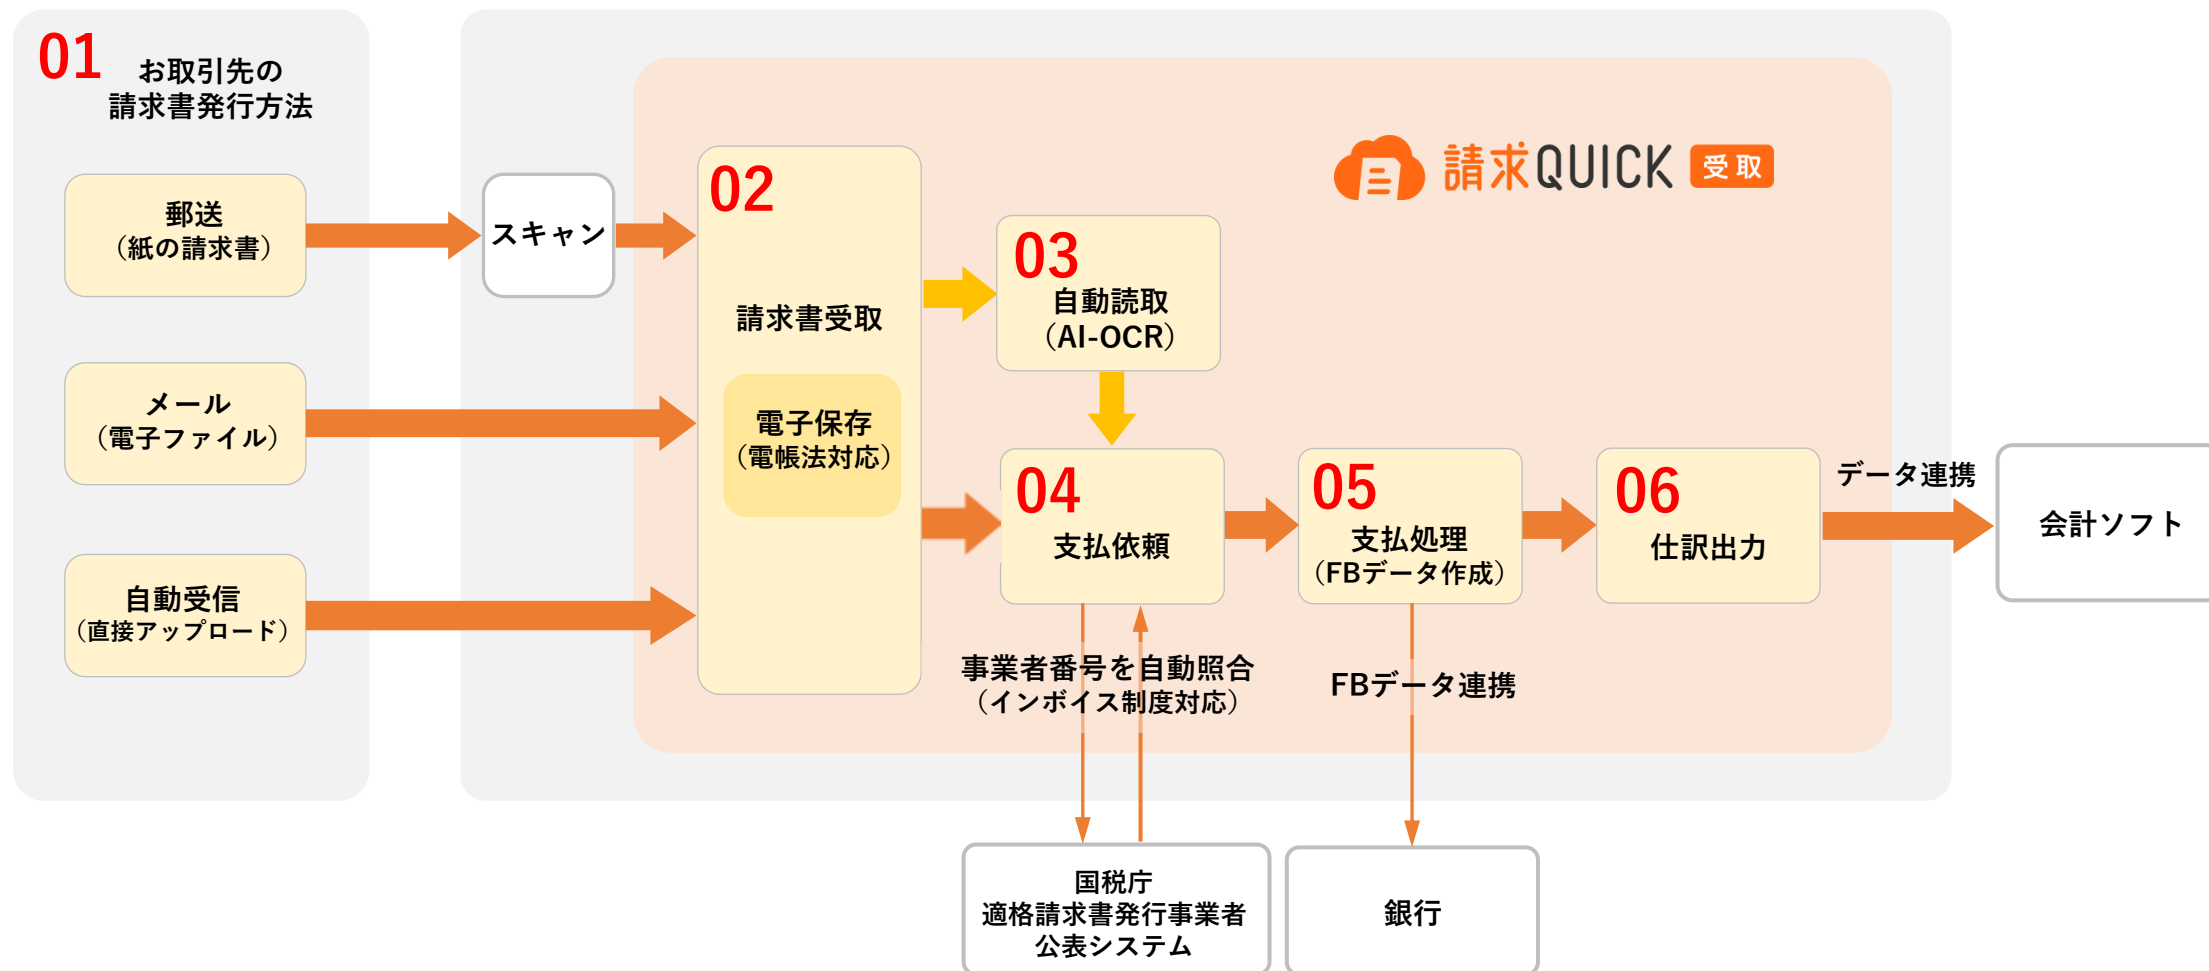 01
お取引先の
請求書発行方法
郵送
（紙の請求書）
メール
（電子ファイル）
自動受信
（直接アップロード）
スキャン
請求QUICK 受取
02
請求書受取
電子保存
（電帳法対応）
03
自動読取
（AI-OCR）
04
支払依頼
05
支払処理
（FBデータ作成）
06
仕訳出力
データ連携
会計ソフト
事業者番号を自動照合
（インボイス制度対応）
FBデータ連携
国税庁
適格請求書発行事業者
公表システム
銀行